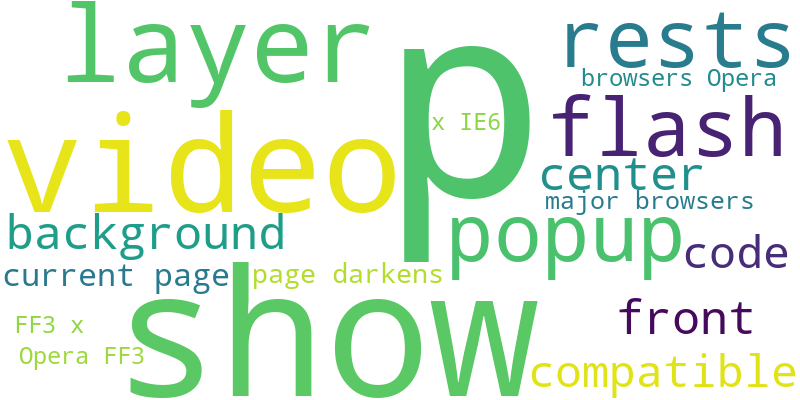 layer
p
rests
browsers Opera
video
x IE6
flash
center
major browsers
background
popup
code
current page
page darkens
show
FF3 x
front
Opera FF3
compatible